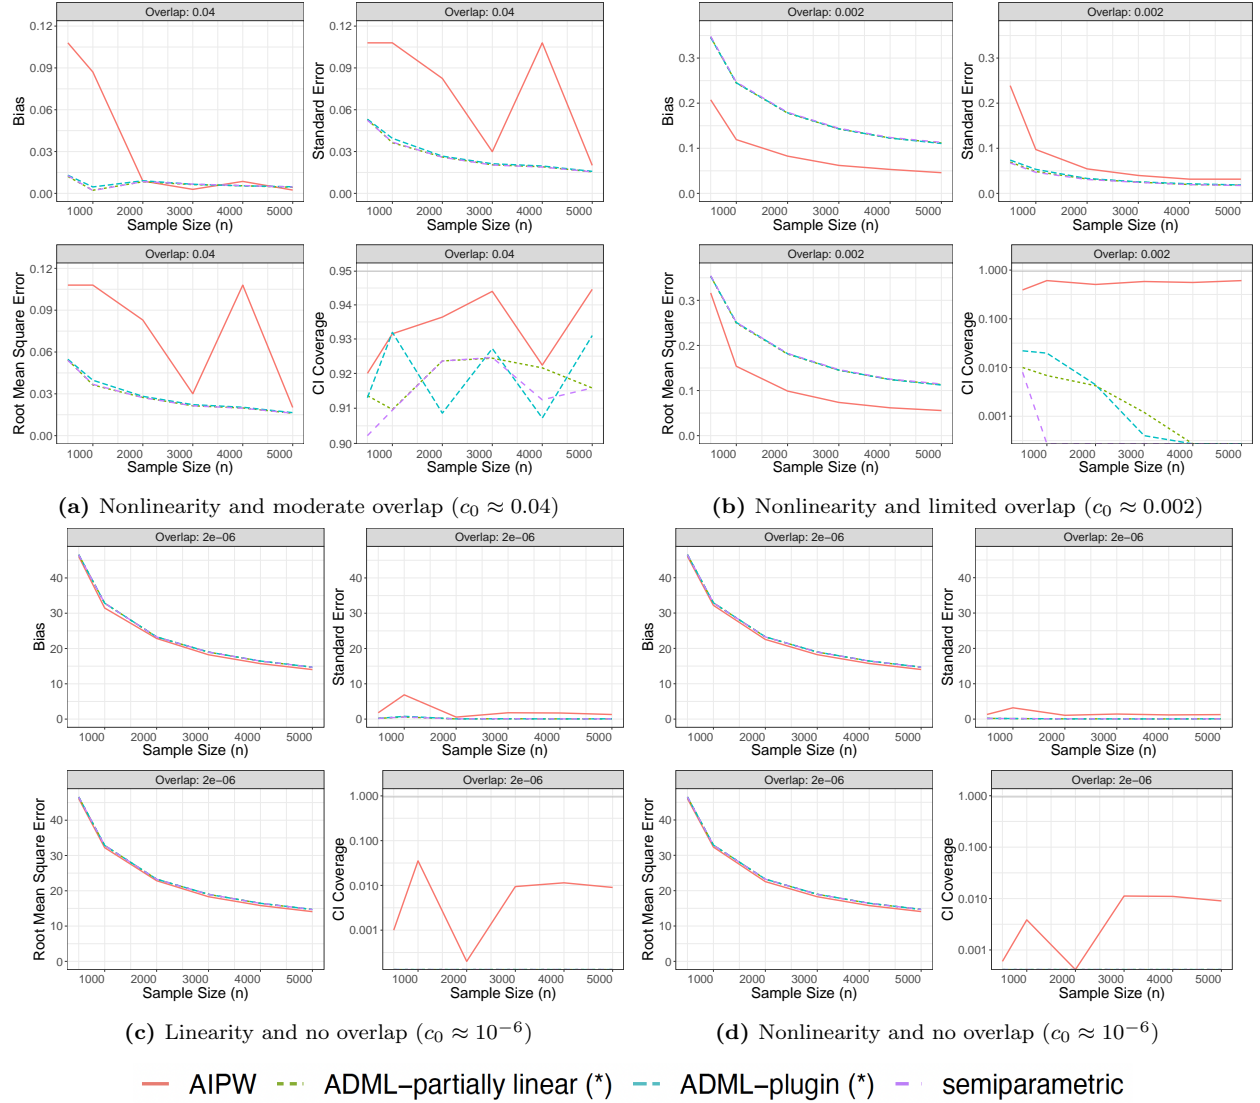 Overlap: 0.04
Bias
0.12
0.09
0.06
0.03
0.00
1000 2000 3000 4000 5000
Sample Size (n)
Overlap: 0.04
Standard Error
0.12
0.09
0.06
0.03
0.00
1000 2000 3000 4000 5000
Sample Size (n)
Overlap: 0.04
Root Mean Square Error
0.12
0.09
0.06
0.03
0.00
1000 2000 3000 4000 5000
Sample Size (n)
Overlap: 0.04
CI Coverage
0.95
0.94
0.93
0.92
0.91
0.90
1000 2000 3000 4000 5000
Sample Size (n)
(a) Nonlinearity and moderate overlap (c₀ ≈ 0.04)
Overlap: 0.002
Bias
0.3
0.2
0.1
0.0
1000 2000 3000 4000 5000
Sample Size (n)
Overlap: 0.002
Standard Error
0.3
0.2
0.1
0.0
1000 2000 3000 4000 5000
Sample Size (n)
Overlap: 0.002
Root Mean Square Error
0.3
0.2
0.1
0.0
1000 2000 3000 4000 5000
Sample Size (n)
Overlap: 0.002
CI Coverage
1.000
0.100
0.010
0.001
1000 2000 3000 4000 5000
Sample Size (n)
(b) Nonlinearity and limited overlap (c₀ ≈ 0.002)
Overlap: 2e−06
Bias
40
30
20
10
0
1000 2000 3000 4000 5000
Sample Size (n)
Overlap: 2e−06
Standard Error
40
30
20
10
0
1000 2000 3000 4000 5000
Sample Size (n)
Overlap: 2e−06
Root Mean Square Error
40
30
20
10
0
1000 2000 3000 4000 5000
Sample Size (n)
Overlap: 2e−06
CI Coverage
1.000
0.100
0.010
0.001
1000 2000 3000 4000 5000
Sample Size (n)
(c) Linearity and no overlap (c₀ ≈ 10⁻⁶)
Overlap: 2e−06
Bias
40
30
20
10
0
1000 2000 3000 4000 5000
Sample Size (n)
Overlap: 2e−06
Standard Error
40
30
20
10
0
1000 2000 3000 4000 5000
Sample Size (n)
Overlap: 2e−06
Root Mean Square Error
40
30
20
10
0
1000 2000 3000 4000 5000
Sample Size (n)
Overlap: 2e−06
CI Coverage
1.000
0.100
0.010
0.001
1000 2000 3000 4000 5000
Sample Size (n)
(d) Nonlinearity and no overlap (c₀ ≈ 10⁻⁶)
AIPW ADML−partially linear (*) ADML−plugin (*) semiparametric